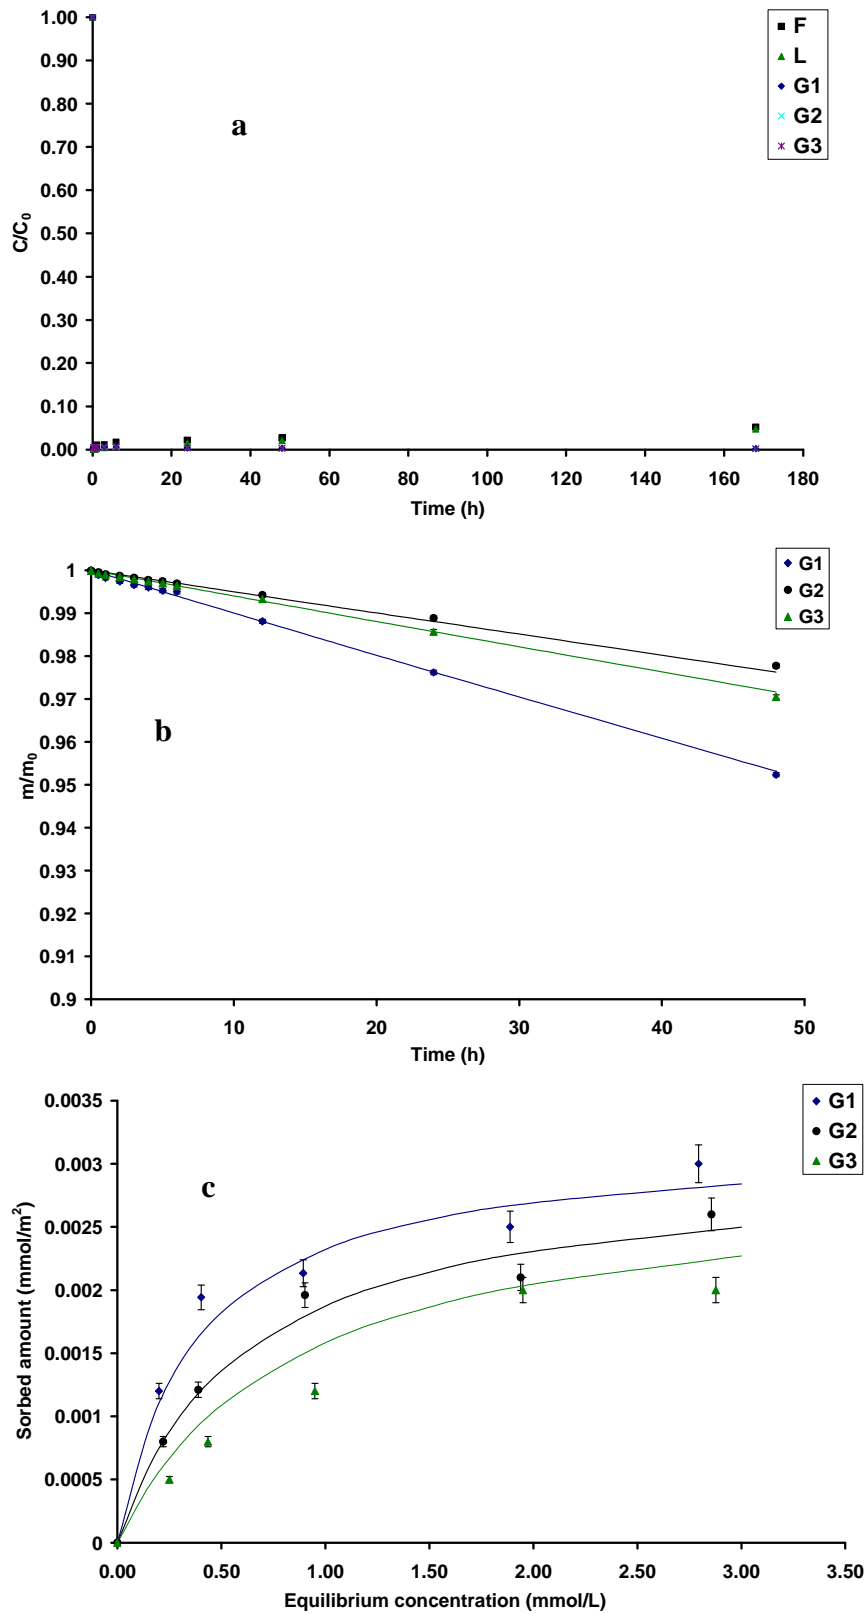 1.00
0.90
0.80
0.70
0.60
0.50
0.40
0.30
0.20
0.10
0.00
C/C0
a
F
L
G1
G2
G3
0 20 40 60 80 100 120 140 160 180
Time (h)
1
0.99
0.98
0.97
0.96
0.95
0.94
0.93
0.92
0.91
0.9
m/m0
b
G1
G2
G3
0 10 20 30 40 50
Time (h)
0.0035
0.003
0.0025
0.002
0.0015
0.001
0.0005
0
Sorbed amount (mmol/m²)
c
G1
G2
G3
0.00 0.50 1.00 1.50 2.00 2.50 3.00 3.50
Equilibrium concentration (mmol/L)